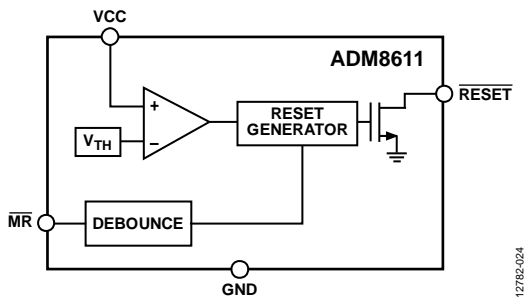 VCC
ADM8611
RESET
+
RESET
GENERATOR
VTH
–
MR
DEBOUNCE
GND
12782-024